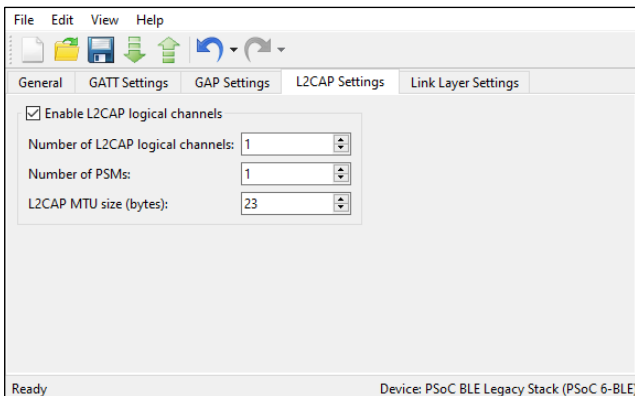 File Edit View Help
General GATT Settings GAP Settings L2CAP Settings Link Layer Settings
Enable L2CAP logical channels
Number of L2CAP logical channels: 1
Number of PSMs: 1
L2CAP MTU size (bytes): 23
Ready Device: PSoC BLE Legacy Stack (PSoC 6-BLE)